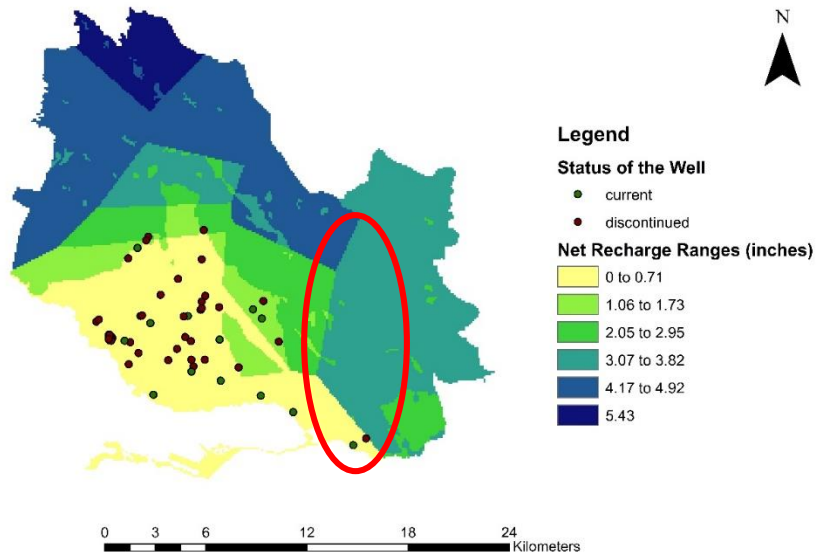 N
Legend
Status of the Well
current
discontinued
Net Recharge Ranges (inches)
0 to 0.71
1.06 to 1.73
2.05 to 2.95
3.07 to 3.82
4.17 to 4.92
5.43
0 3 6 12 18 24
Kilometers